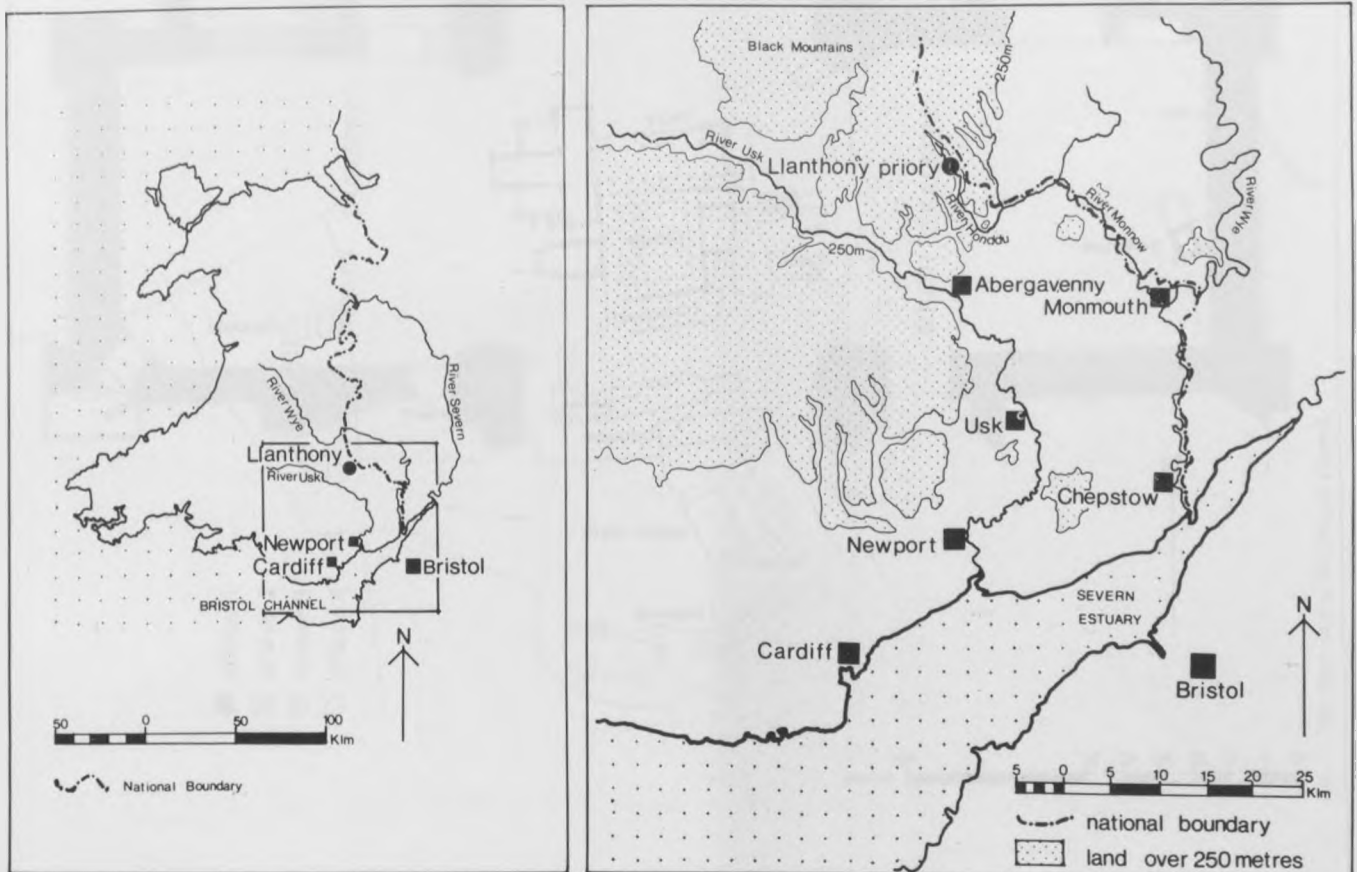 River Wye
River Severn
Llanthony
River Usk
Newport
Cardiff
Bristol
BRISTOL CHANNEL
N
50 0 50 100
Klm
National Boundary
Black Mountains
250m
River Usk
Llanthony priory
River Honddu
River Monnow
River Wye
250m
Abergavenny
Monmouth
Usk
Chepstow
Newport
SEVERN
ESTUARY
N
Cardiff
Bristol
5 0 5 10 15 20 25
Klm
national boundary
land over 250 metres